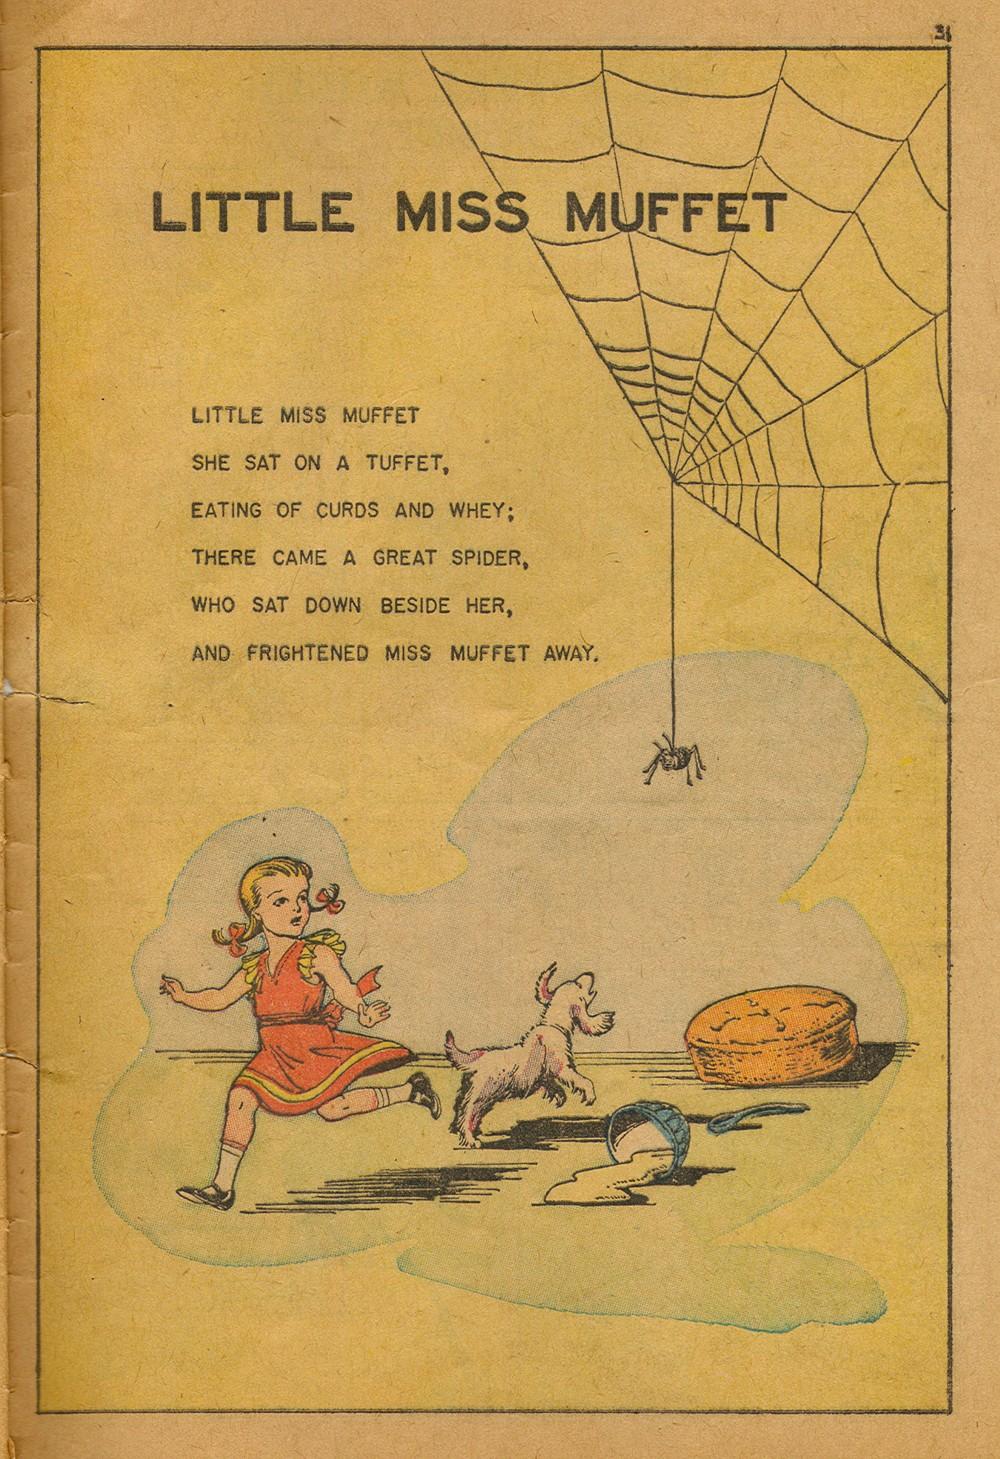 31
LITTLE MISS MUFFET
LITTLE MISS MUFFET
SHE SAT ON A TUFFET,
EATING OF CURDS AND WHEY;
THERE CAME A GREAT SPIDER,
WHO SAT DOWN BESIDE HER,
AND FRIGHTENED MISS MUFFET AWAY.